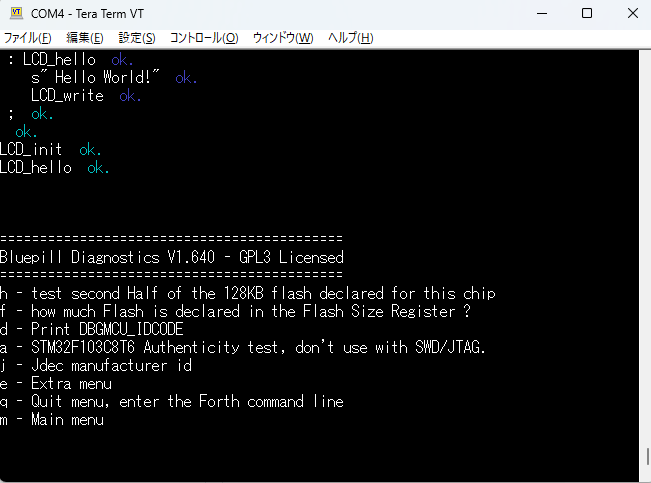 VT COM4 - Tera Term VT
ファイル(F) 編集(E) 設定(S) コントロール(O) ウィンドウ(W) ヘルプ(H)
: LCD_hello ok.
s" Hello World!" ok.
LCD_write ok.
; ok.
ok.
LCD_init ok.
LCD_hello ok.
===========================================
Bluepill Diagnostics V1.640 - GPL3 Licensed
===========================================
h - test second Half of the 128KB flash declared for this chip
f - how much Flash is declared in the Flash Size Register ?
d - Print DBGMCU_IDCODE
a - STM32F103C8T6 Authenticity test, don't use with SWD/JTAG.
j - Jdec manufacturer id
e - Extra menu
q - Quit menu, enter the Forth command line
m - Main menu